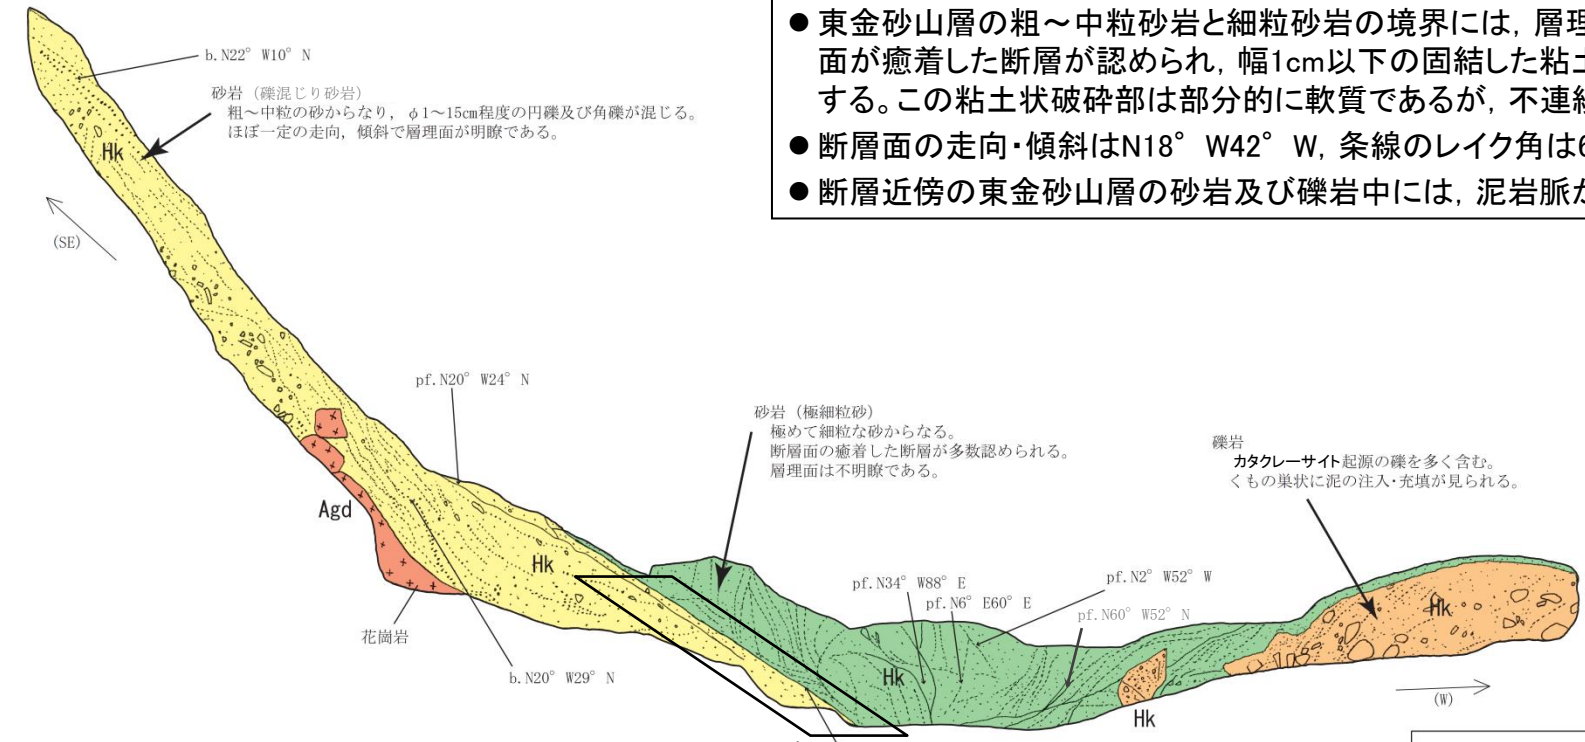 ● 東金砂山層の粗～中粒砂岩と細粒砂岩の境界には，層理
面が癒着した断層が認められ，幅1cm以下の固結した粘
する。この粘土状破砕部は部分的に軟質であるが，不連
● 断層面の走向・傾斜はN18°W42°W，条線のレイク角は
● 断層近傍の東金砂山層の砂岩及び礫岩中には，泥岩脈
b.N22°W10°N
砂岩（礫混じり砂岩）
粗～中粒の砂からなり，φ1～15㎝程度の円礫及び角礫が混じる。
ほぼ一定の走向，傾斜で層理面が明瞭である。
Hk
(SE)
pf.N20°W24°N
砂岩（極細粒砂）
極めて細粒な砂からなる。
断層面の癒着した断層が多数認められる。
層理面は不明瞭である。
礫岩
カタクレーサイト起源の礫を多く含む。
くもの巣状に泥の注入・充填が見られる。
Agd
Hk
花崗岩
b.N20°W29°N
pf.N34°W88°E
pf.N6°E60°E
pf.N2°W52°W
pf.N60°W52°N
Hk
Hk
Hk
(W)